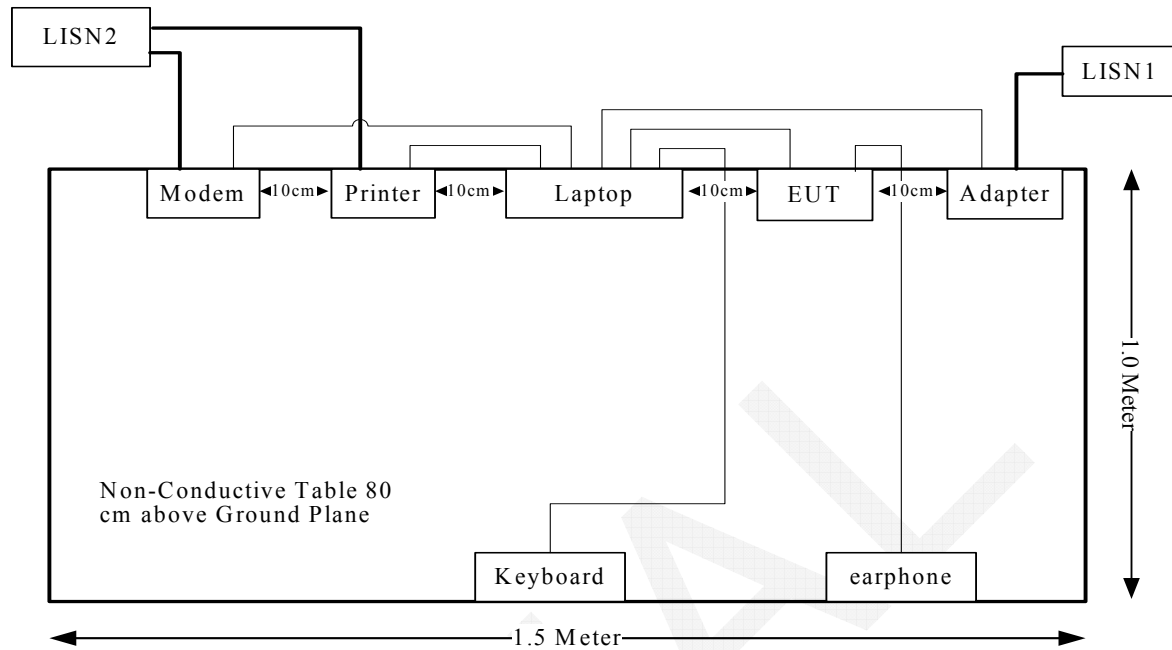 LISN2
LISN1
Modem
10cm
Printer
10cm
Laptop
10cm
EUT
10cm
Adapter
1.0 Meter
Non-Conductive Table 80
cm above Ground Plane
Keyboard
earphone
1.5 Meter